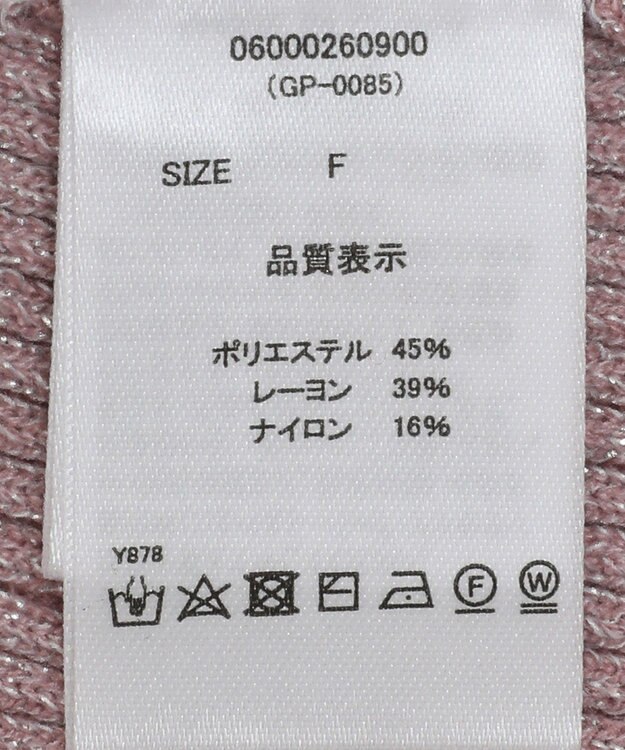 06000260900
(GP-0085)
SIZE F
品質表示
ポリエステル 45%
レーヨン 39%
ナイロン 16%
Y878
F W